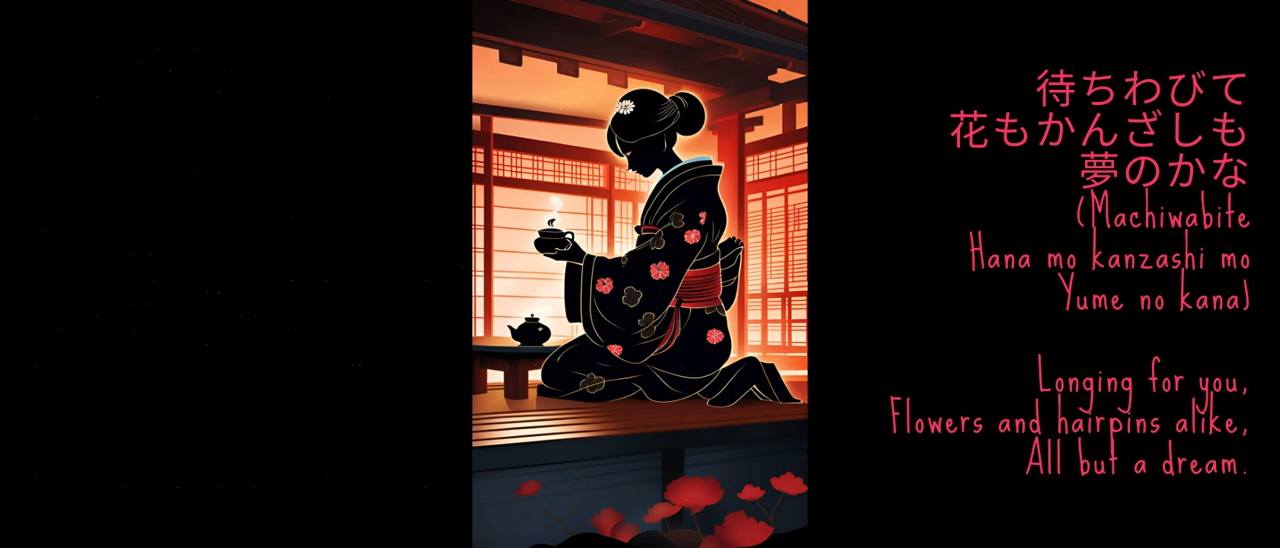 待ちわびて
花もかんざしも
夢のかな
(Machiwabite
Hana mo kanzashi mo
Yume no kana)
Longing for you,
Flowers and hairpins alike,
All but a dream.